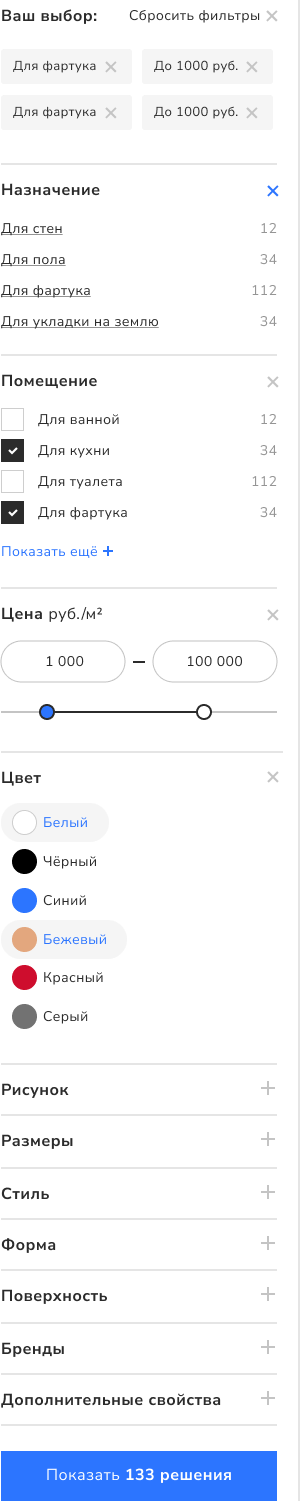 Ваш выбор: Сбросить фильтры
Для фартука До 1000 руб.
Для фартука До 1000 руб.
Назначение
Для стен 12
Для пола 34
Для фартука 112
Для укладки на землю 34
Помещение
Для ванной 12
Для кухни 34
Для туалета 112
Для фартука 34
Показать ещё +
Цена руб./м²
1 000 – 100 000
Цвет
Белый
Чёрный
Синий
Бежевый
Красный
Серый
Рисунок
Размеры
Стиль
Форма
Поверхность
Бренды
Дополнительные свойства
Показать 133 решения